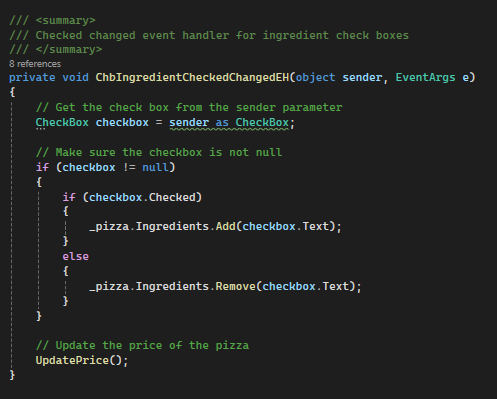 /// <summary>
/// Checked changed event handler for ingredient check boxes
/// </summary>
8 references
private void ChbIngredientCheckedChangedEH(object sender, EventArgs e)
{
    // Get the check box from the sender parameter
    CheckBox checkbox = sender as CheckBox;

    // Make sure the checkbox is not null
    if (checkbox != null)
    {
        if (checkbox.Checked)
        {
            _pizza.Ingredients.Add(checkbox.Text);
        }
        else
        {
            _pizza.Ingredients.Remove(checkbox.Text);
        }
    }

    // Update the price of the pizza
    UpdatePrice();
}